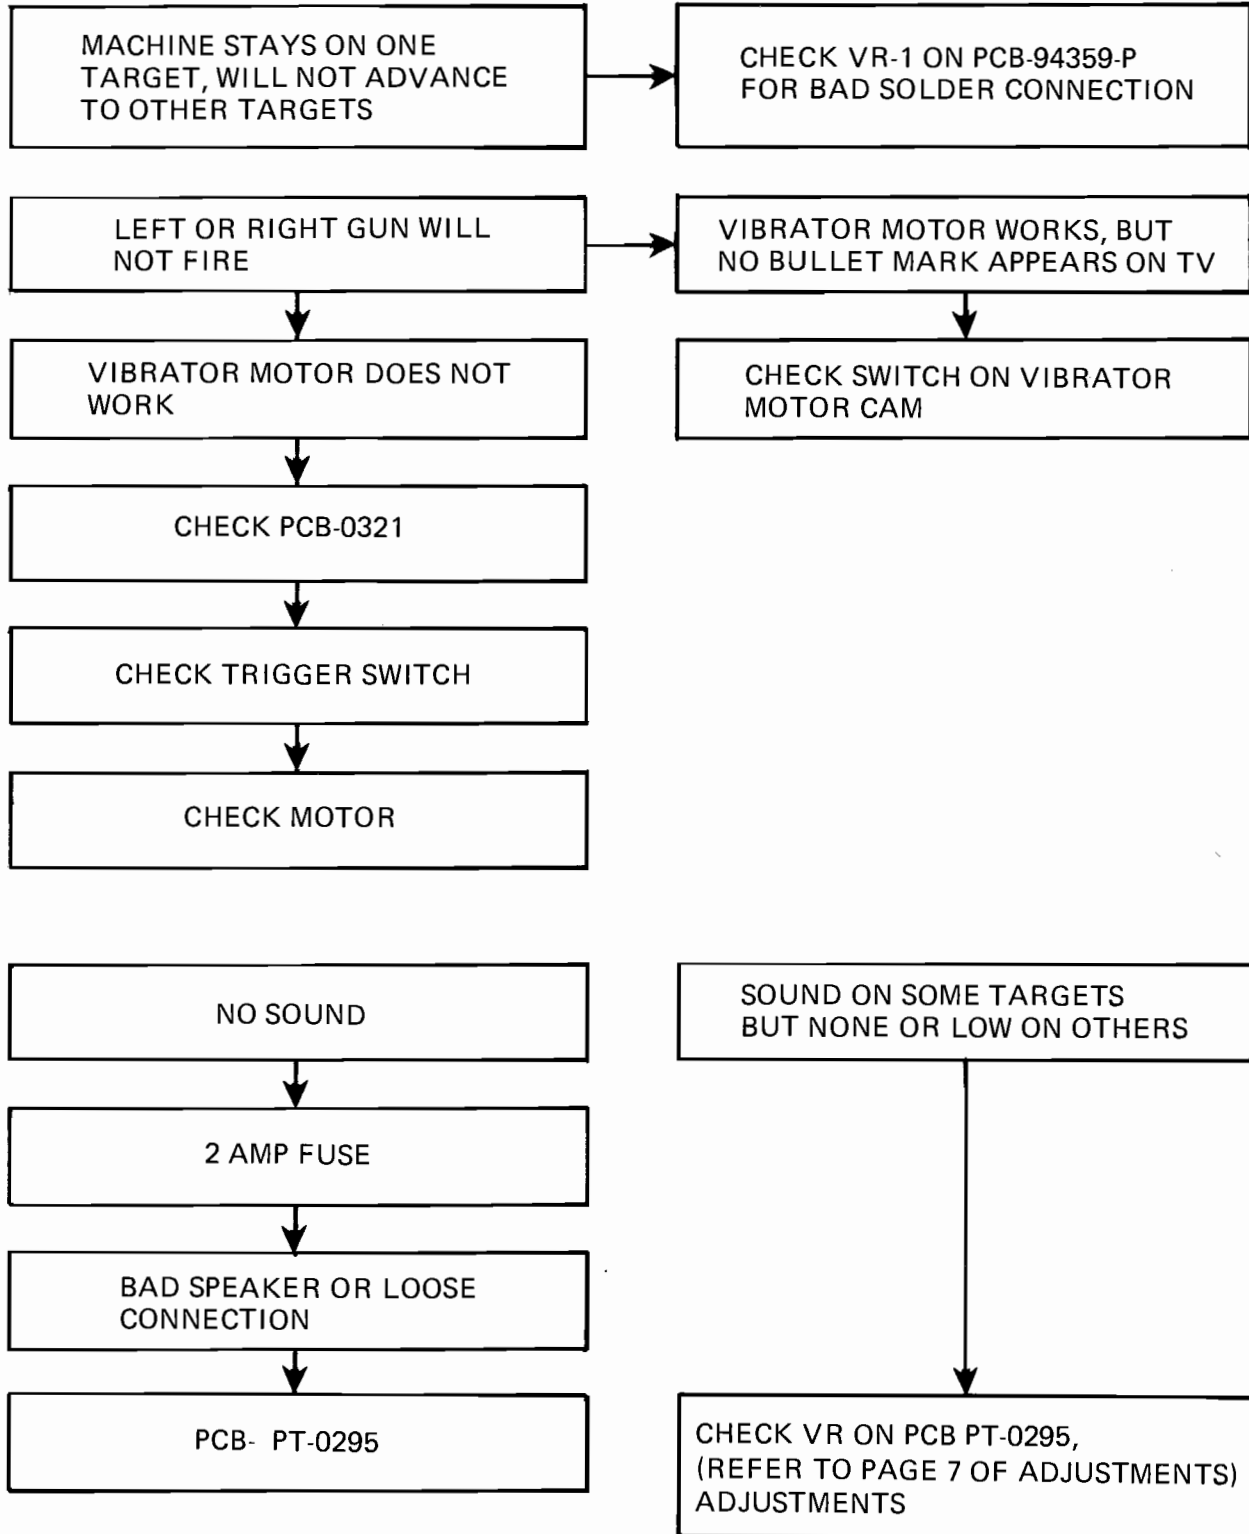 MACHINE STAYS ON ONE
TARGET, WILL NOT ADVANCE
TO OTHER TARGETS
CHECK VR-1 ON PCB-94359-P
FOR BAD SOLDER CONNECTION
LEFT OR RIGHT GUN WILL
NOT FIRE
VIBRATOR MOTOR WORKS, BUT
NO BULLET MARK APPEARS ON TV
VIBRATOR MOTOR DOES NOT
WORK
CHECK SWITCH ON VIBRATOR
MOTOR CAM
CHECK PCB-0321
CHECK TRIGGER SWITCH
CHECK MOTOR
NO SOUND
2 AMP FUSE
BAD SPEAKER OR LOOSE
CONNECTION
PCB- PT-0295
SOUND ON SOME TARGETS
BUT NONE OR LOW ON OTHERS
CHECK VR ON PCB PT-0295,
(REFER TO PAGE 7 OF ADJUSTMENTS)
ADJUSTMENTS